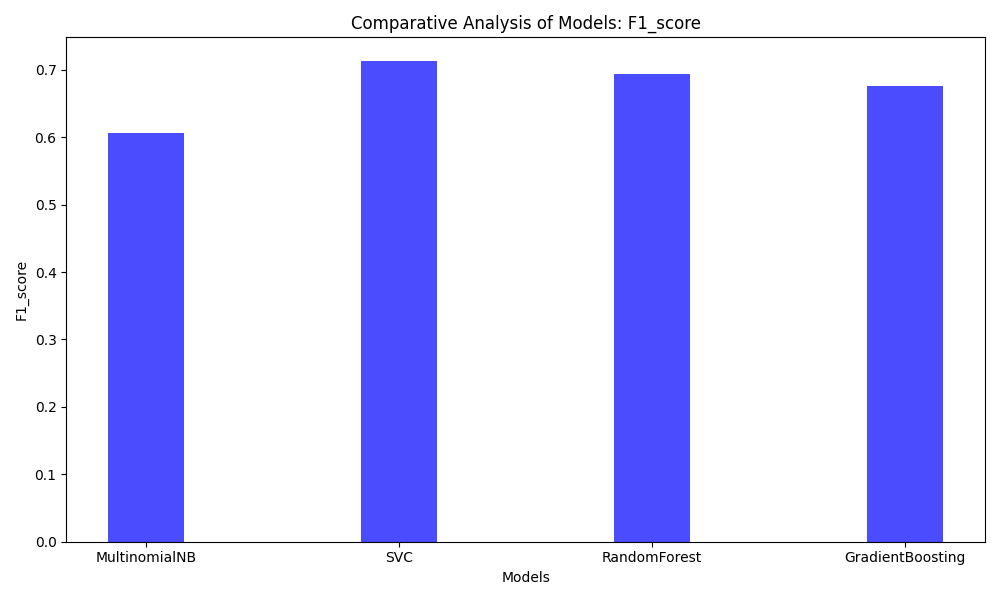 Comparative Analysis of Models: F1_score
F1_score
0.7
0.6
0.5
0.4
0.3
0.2
0.1
0.0
MultinomialNB
SVC
RandomForest
GradientBoosting
Models